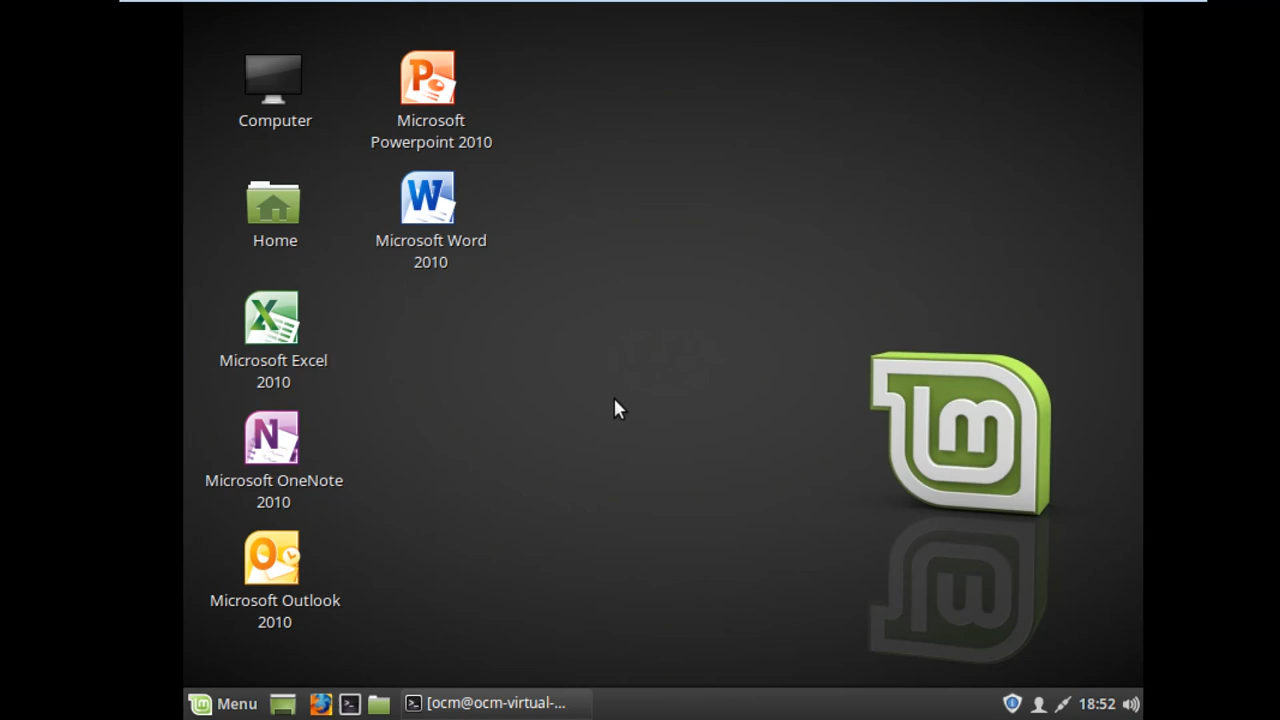 Computer
Microsoft
Powerpoint 2010
Home
Microsoft Word
2010
Microsoft Excel
2010
Microsoft OneNote
2010
Microsoft Outlook
2010
Menu
[ocm@ocm-virtual-...
18:52